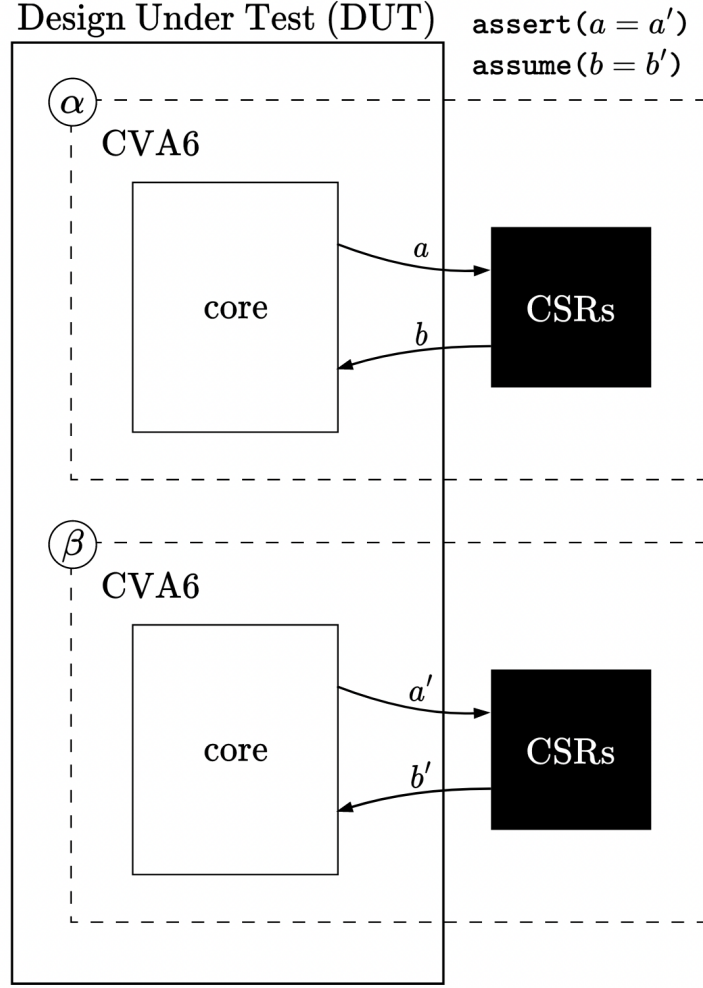 Design Under Test (DUT)
assert(a = a′)
assume(b = b′)
α
CVA6
core
a
b
CSRs
β
CVA6
core
a′
b′
CSRs